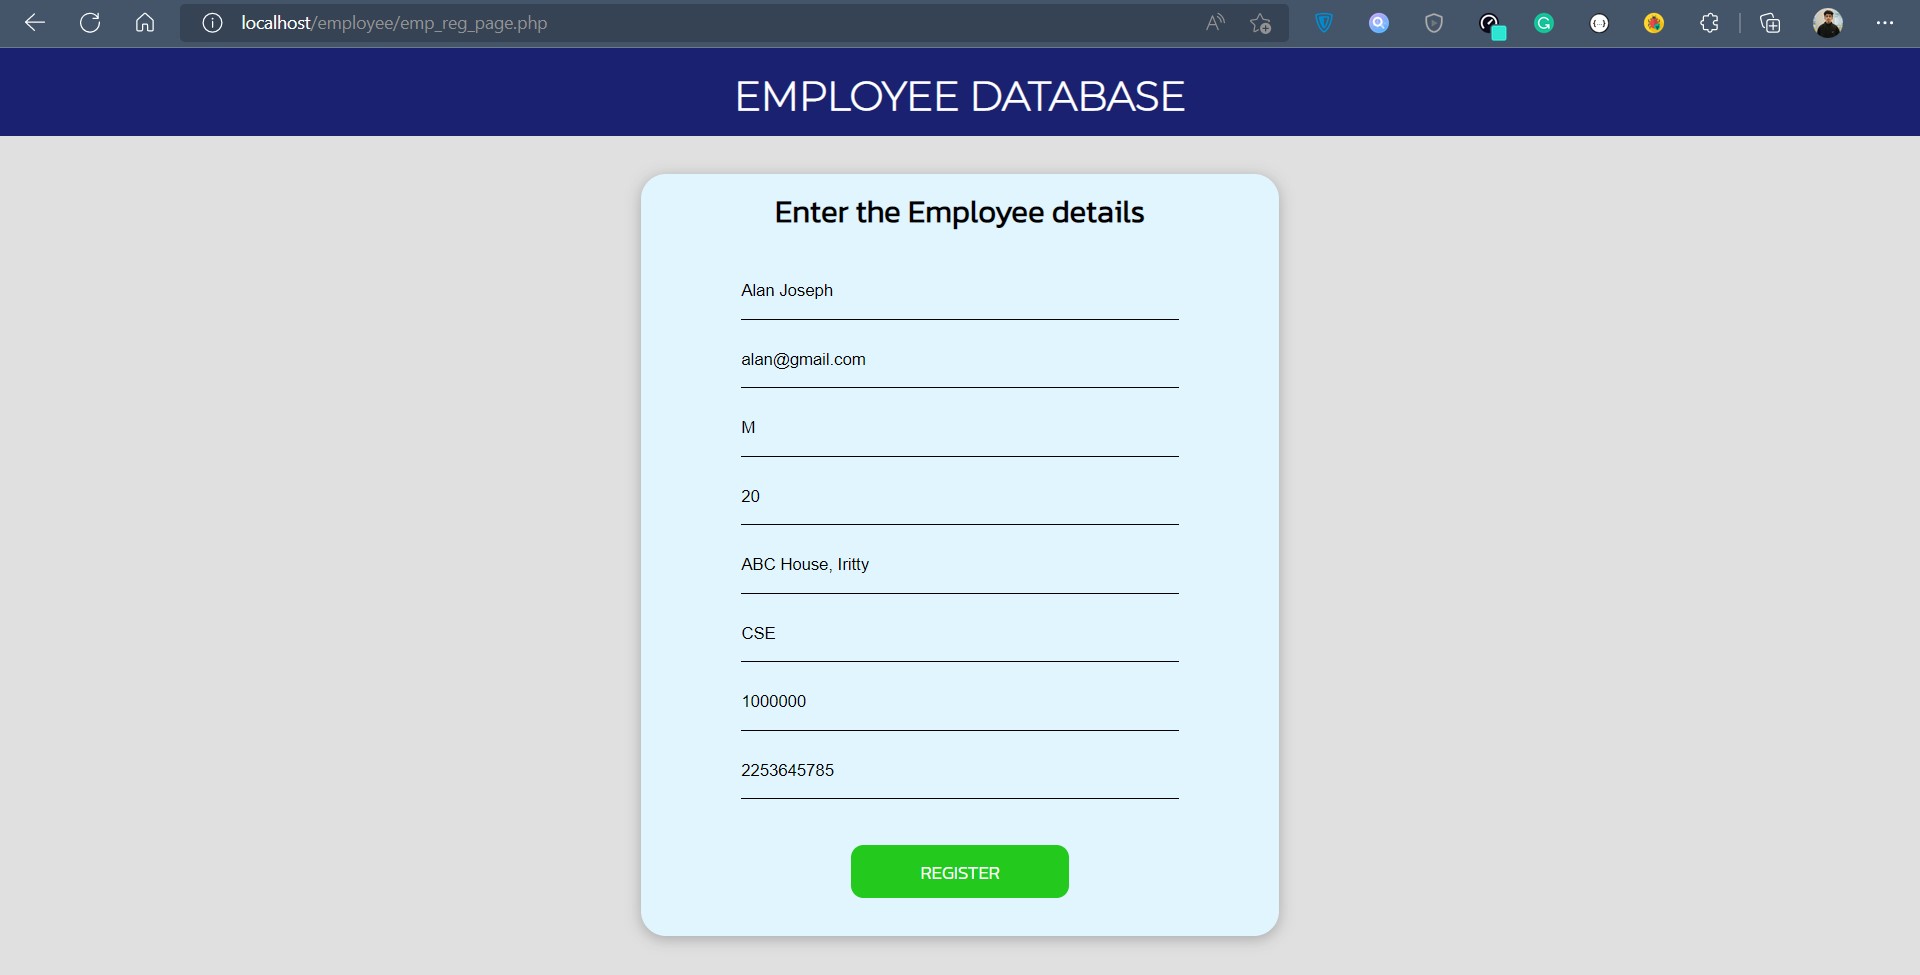 localhost/employee/emp_reg_page.php
EMPLOYEE DATABASE
Enter the Employee details
Alan Joseph
alan@gmail.com
M
20
ABC House, Iritty
CSE
1000000
2253645785
REGISTER